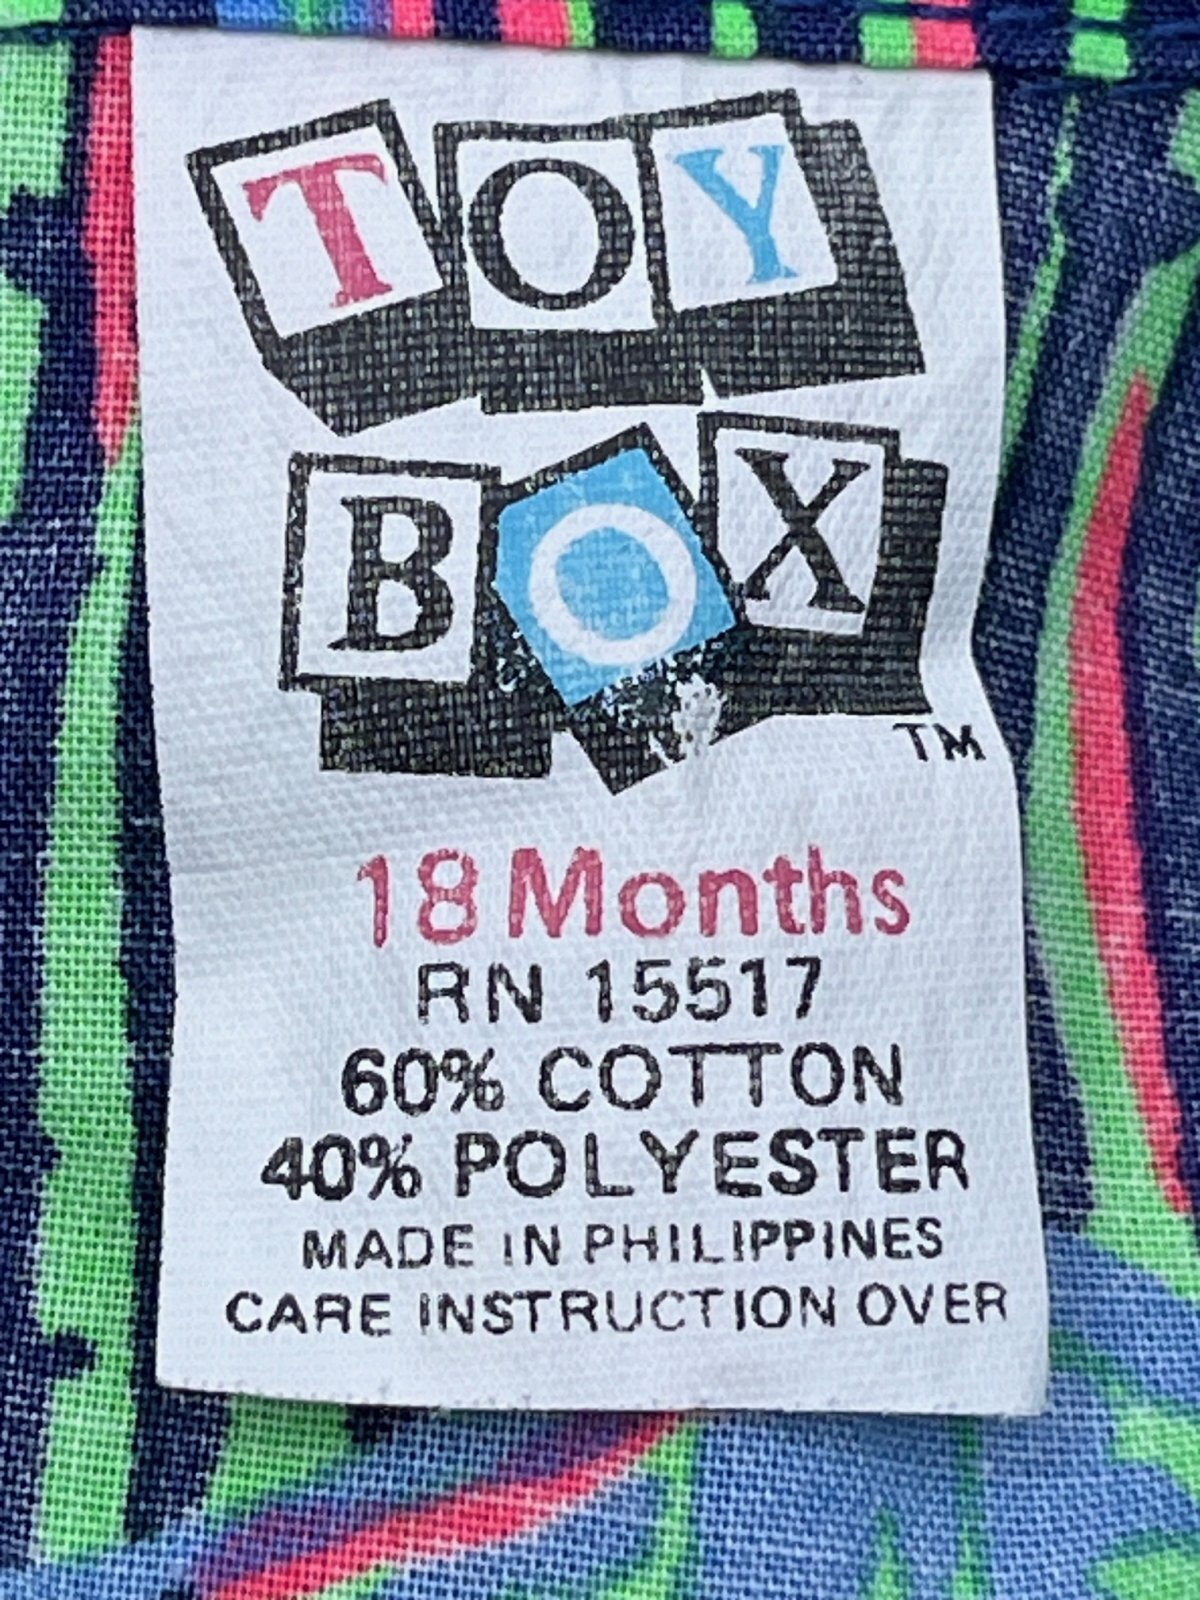 TOY
BOX
TM
18 Months
RN 15517
60% COTTON
40% POLYESTER
MADE IN PHILIPPINES
CARE INSTRUCTION OVER